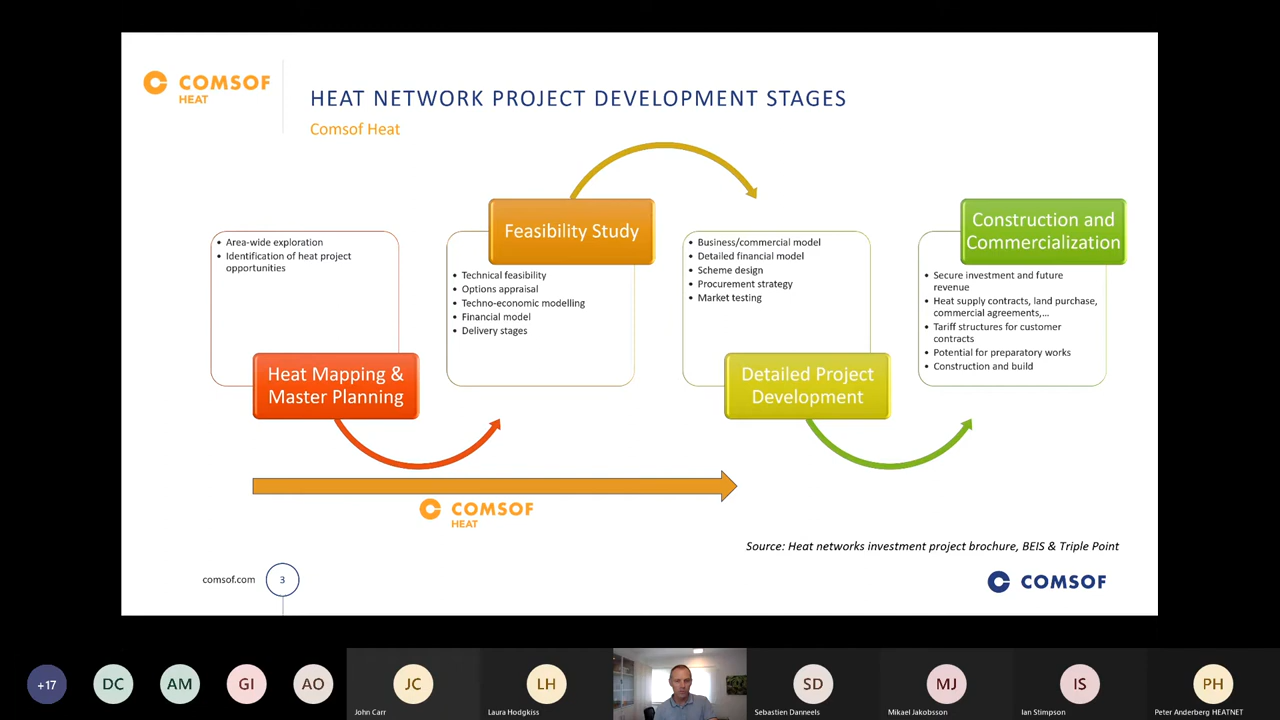 COMSOF
HEAT
HEAT NETWORK PROJECT DEVELOPMENT STAGES
Comsof Heat
• Area-wide exploration
• Identification of heat project
opportunities
Heat Mapping &
Master Planning
Feasibility Study
• Technical feasibility
• Options appraisal
• Techno-economic modelling
• Financial model
• Delivery stages
• Business/commercial model
• Detailed financial model
• Scheme design
• Procurement strategy
• Market testing
Detailed Project
Development
Construction and
Commercialization
• Secure investment and future
revenue
• Heat supply contracts, land purchase,
commercial agreements,...
• Tariff structures for customer
contracts
• Potential for preparatory works
• Construction and build
COMSOF
HEAT
Source: Heat networks investment project brochure, BEIS & Triple Point
comsof.com
3
COMSOF
+17
DC
AM
GI
AO
JC
John Carr
LH
Laura Hodgkiss
SD
Sebastien Danneels
MJ
Mikael Jakobsson
IS
Ian Stimpson
PH
Peter Anderberg HEATNET